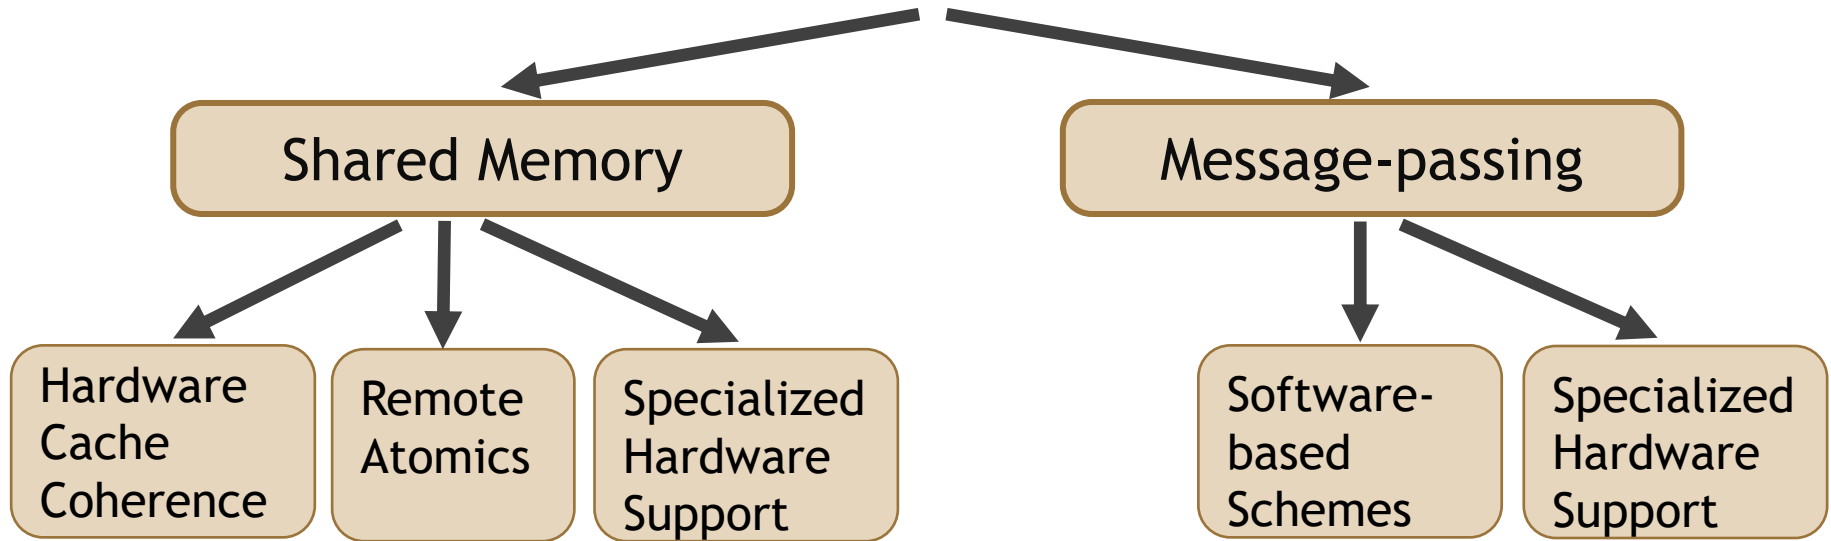 Shared Memory
Message-passing
Hardware
Cache
Coherence
Remote
Atomics
Specialized
Hardware
Support
Software-
based
Schemes
Specialized
Hardware
Support